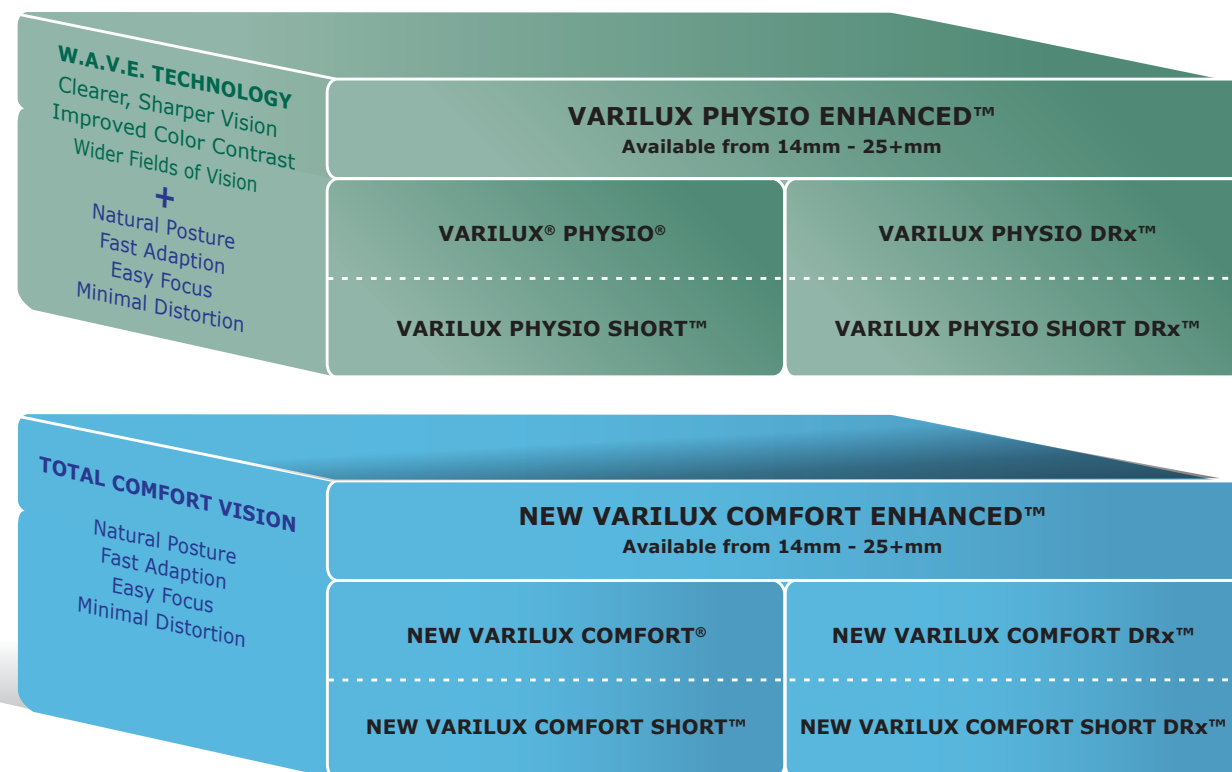 W.A.V.E. TECHNOLOGY
Clearer, Sharper Vision
Improved Color Contrast
Wider Fields of Vision
+
Natural Posture
Fast Adaption
Easy Focus
Minimal Distortion
VARILUX PHYSIO ENHANCED™
Available from 14mm - 25+mm
VARILUX® PHYSIO®
VARILUX PHYSIO DRx™
VARILUX PHYSIO SHORT™
VARILUX PHYSIO SHORT DRx™
TOTAL COMFORT VISION
Natural Posture
Fast Adaption
Easy Focus
Minimal Distortion
NEW VARILUX COMFORT ENHANCED™
Available from 14mm - 25+mm
NEW VARILUX COMFORT®
NEW VARILUX COMFORT DRx™
NEW VARILUX COMFORT SHORT™
NEW VARILUX COMFORT SHORT DRx™